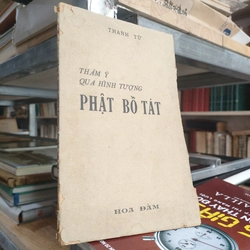 THANH TỪ
THÂM Ý
QUA HÌNH TƯỢNG
PHẬT BỒ TÁT
HOA ĐÀM